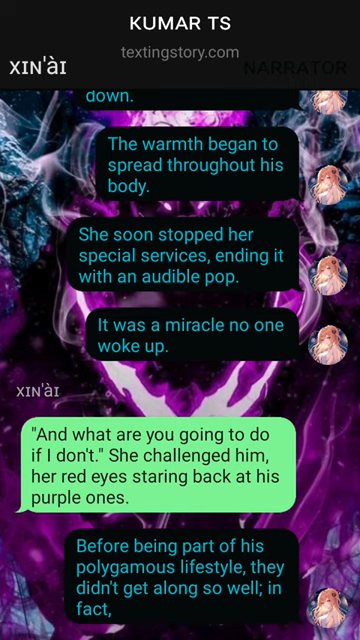 KUMAR TS
textingstory.com
XIN'àI
NARRATOR
down.
The warmth began to
spread throughout his
body.
She soon stopped her
special services, ending it
with an audible pop.
It was a miracle no one
woke up.
XIN'àI
"And what are you going to do
if I don't." She challenged him,
her red eyes staring back at his
purple ones.
Before being part of his
polygamous lifestyle, they
didn't get along so well; in
fact,